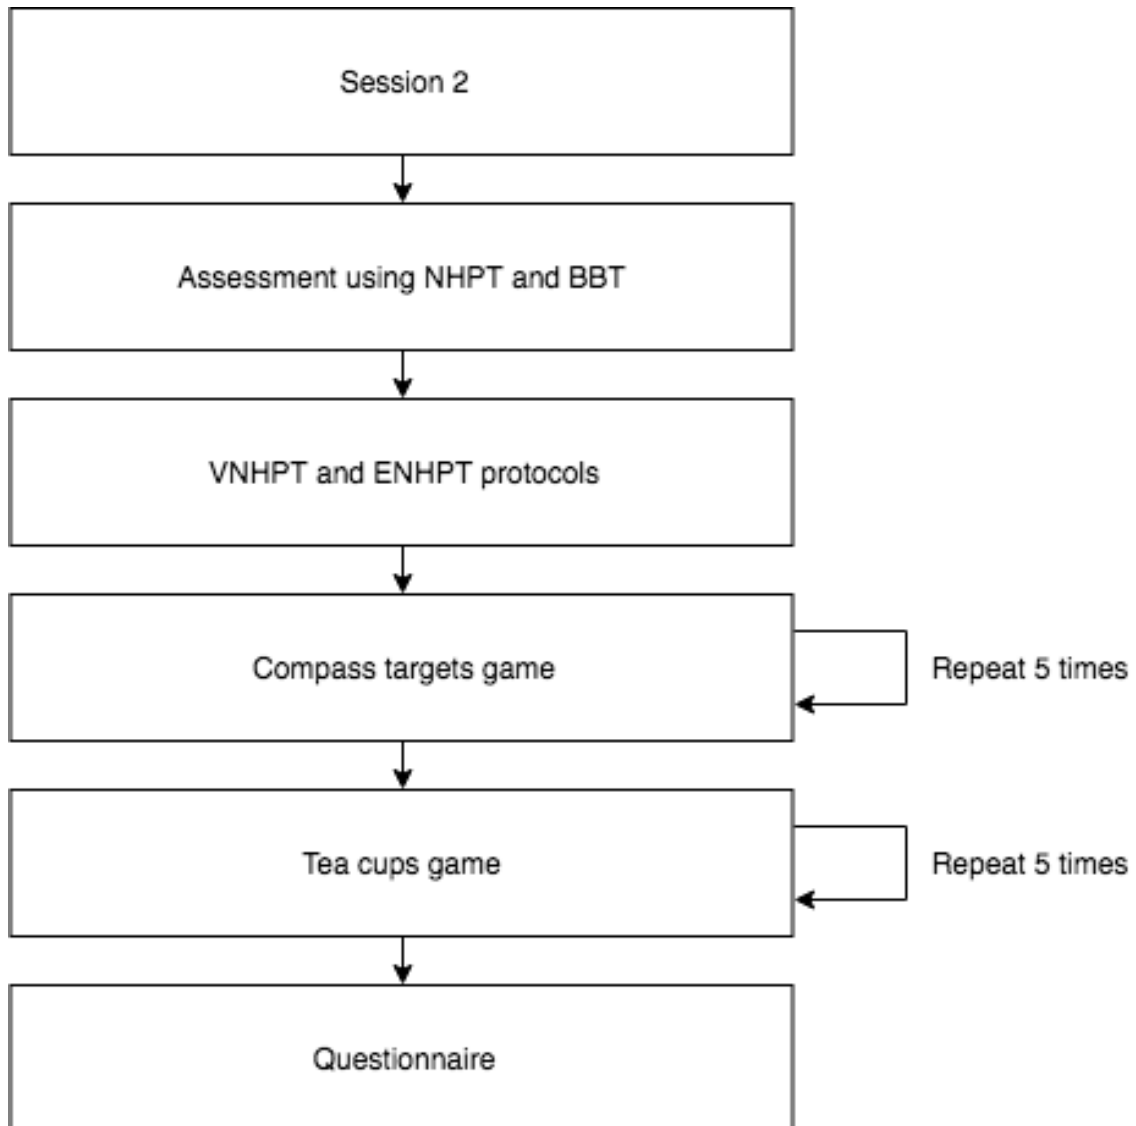 Session 2
Assessment using NHPT and BBT
VNHPT and ENHPT protocols
Compass targets game
Repeat 5 times
Tea cups game
Repeat 5 times
Questionnaire